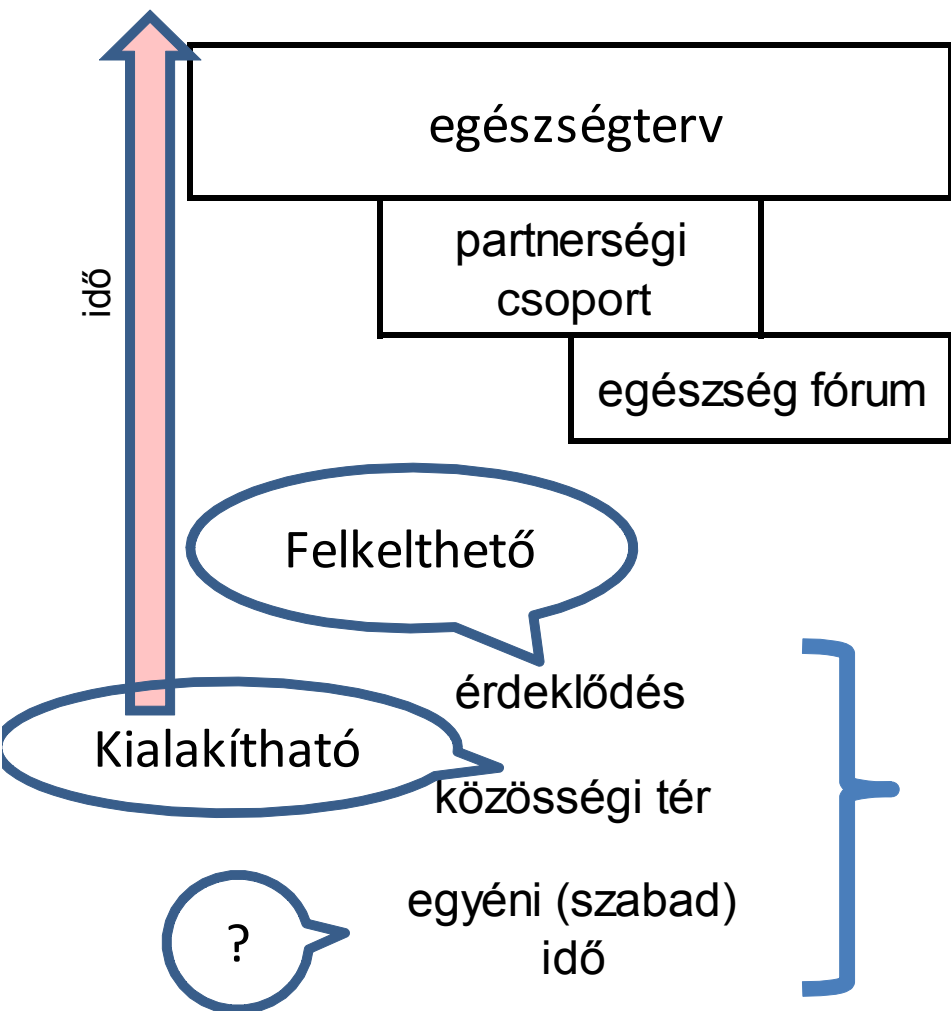 egészségterv
partnerségi
csoport
idő
egészség fórum
Felkelthető
érdeklődés
Kialakítható
közösségi tér
egyéni (szabad)
idő
?